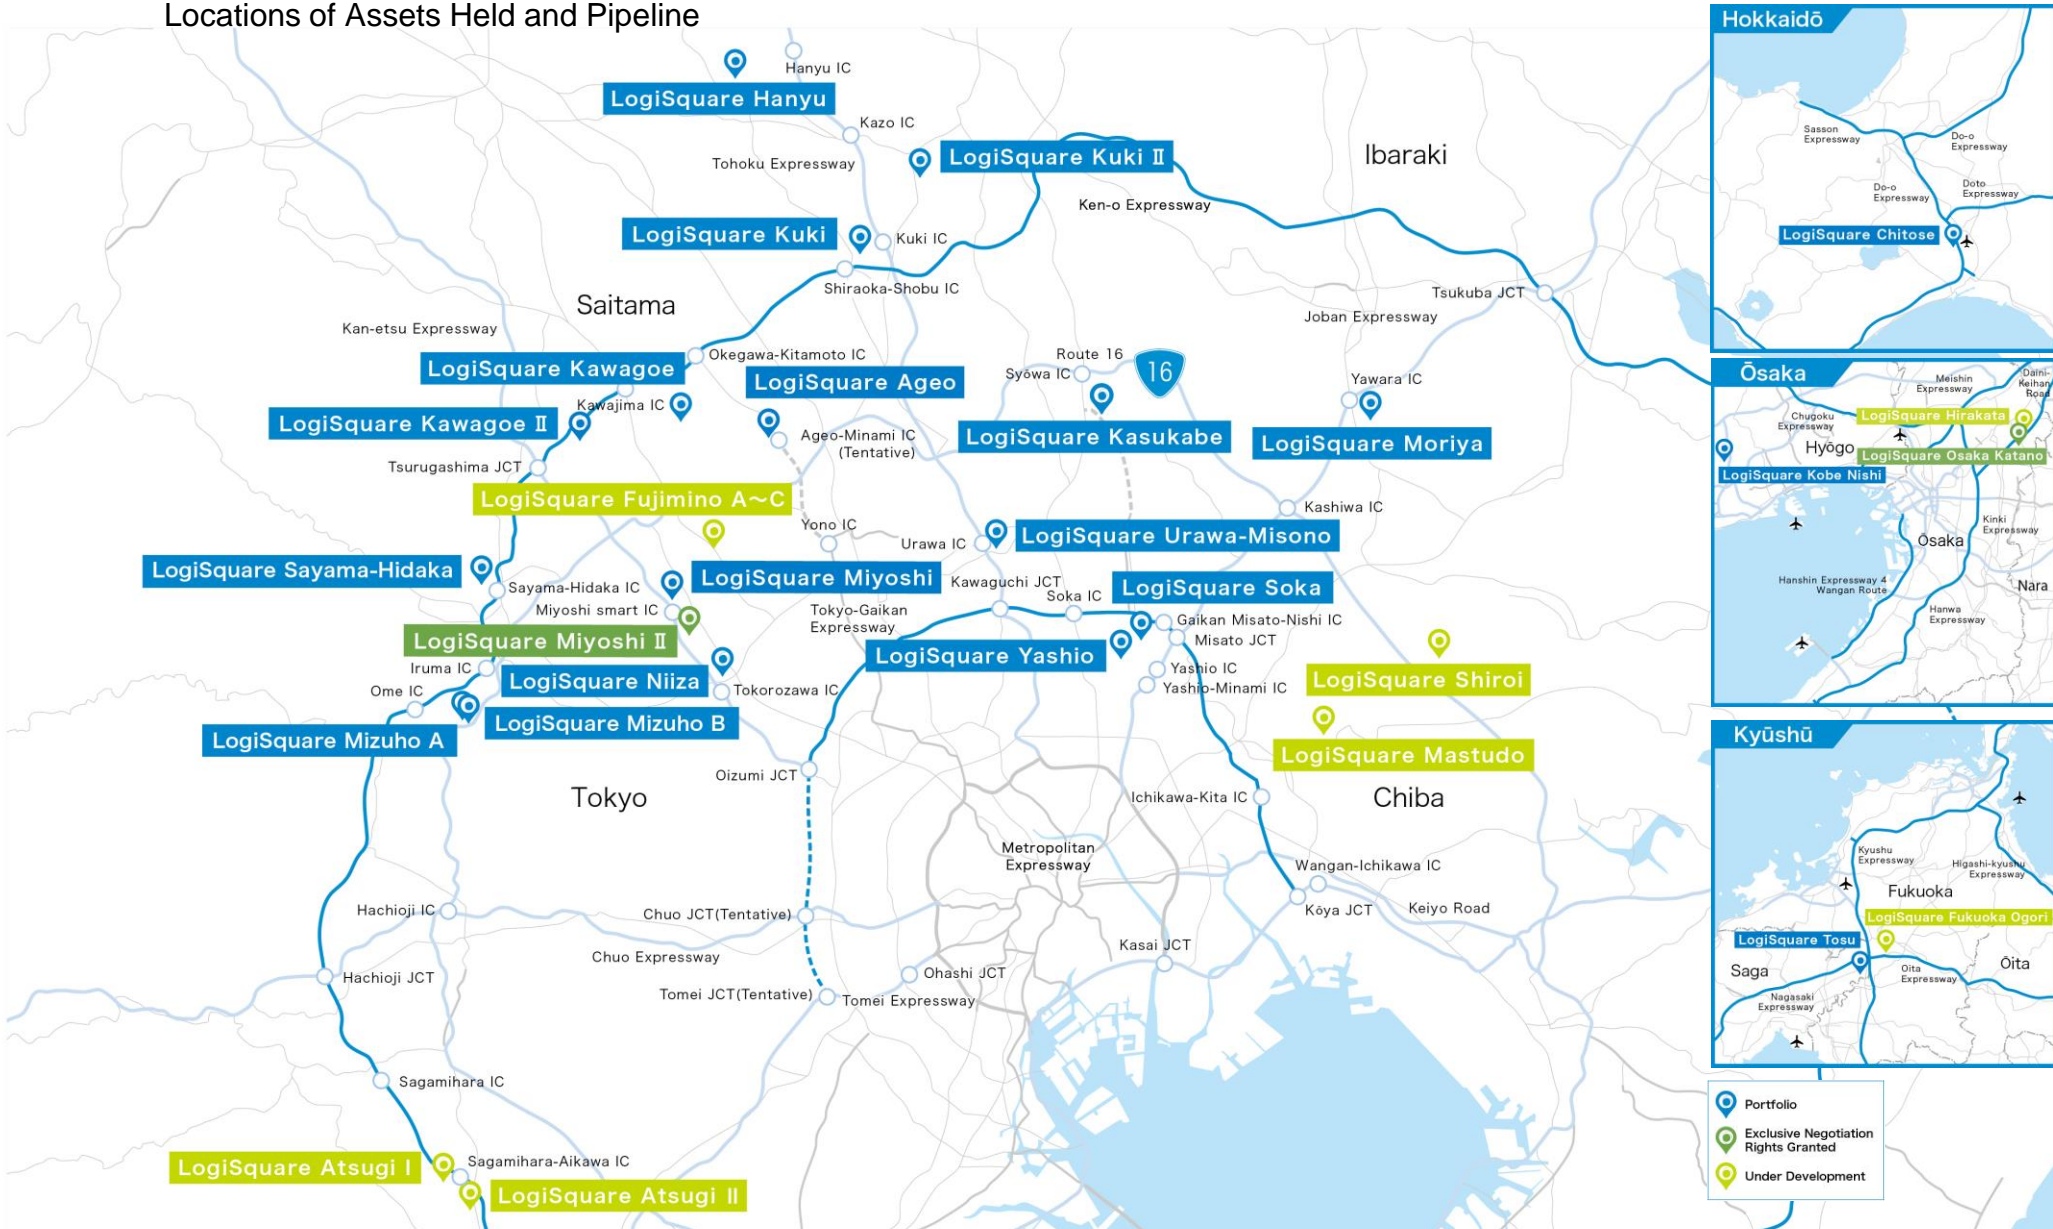 Locations of Assets Held and Pipeline
Hanyu IC
LogiSquare Hanyu
Kazo IC
Tohoku Expressway
LogiSquare Kuki Ⅱ
Ibaraki
Ken-o Expressway
LogiSquare Kuki
Kuki IC
Shiraoka-Shobu IC
Saitama
Tsukuba JCT
Joban Expressway
Kan-etsu Expressway
Okegawa-Kitamoto IC
LogiSquare Kawagoe
Kawajima IC
LogiSquare Ageo
Route 16
Syōwa IC
16
Yawara IC
LogiSquare Kawagoe Ⅱ
Ageo-Minami IC
(Tentative)
LogiSquare Kasukabe
LogiSquare Moriya
Tsurugashima JCT
LogiSquare Fujimino A～C
Kashiwa IC
Yono IC
Urawa IC
LogiSquare Urawa-Misono
LogiSquare Sayama-Hidaka
Sayama-Hidaka IC
LogiSquare Miyoshi
Kawaguchi JCT
LogiSquare Soka
Miyoshi smart IC
Tokyo-Gaikan
Expressway
Soka IC
Gaikan Misato-Nishi IC
Misato JCT
LogiSquare Miyoshi Ⅱ
LogiSquare Yashio
Yashio IC
Yashio-Minami IC
Iruma IC
LogiSquare Niiza
Tokorozawa IC
LogiSquare Shiroi
Ome IC
LogiSquare Mizuho B
LogiSquare Mizuho A
LogiSquare Mastudo
Oizumi JCT
Tokyo
Ichikawa-Kita IC
Chiba
Metropolitan
Expressway
Wangan-Ichikawa IC
Hachioji IC
Chuo JCT(Tentative)
Kōya JCT
Keiyo Road
Chuo Expressway
Kasai JCT
Hachioji JCT
Ohashi JCT
Tomei JCT(Tentative)
Tomei Expressway
Sagamihara IC
LogiSquare Atsugi Ⅰ
Sagamihara-Aikawa IC
LogiSquare Atsugi Ⅱ
Hokkaidō
Sasson
Expressway
Do-o
Expressway
Do-o
Expressway
Doto
Expressway
LogiSquare Chitose
Ōsaka
Meishin
Expressway
Daini-
Keihan
Road
Chugoku
Expressway
LogiSquare Hirakata
Hyōgo
LogiSquare Osaka Katano
LogiSquare Kobe Nishi
Kinki
Expressway
Ōsaka
Hanshin Expressway 4
Wangan Route
Nara
Hanwa
Expressway
Kyūshū
Kyushu
Expressway
Higashi-kyushu
Expressway
Fukuoka
LogiSquare Fukuoka Ogori
LogiSquare Tosu
Saga
Oita
Expressway
Ōita
Nagasaki
Expressway
Portfolio
Exclusive Negotiation
Rights Granted
Under Development